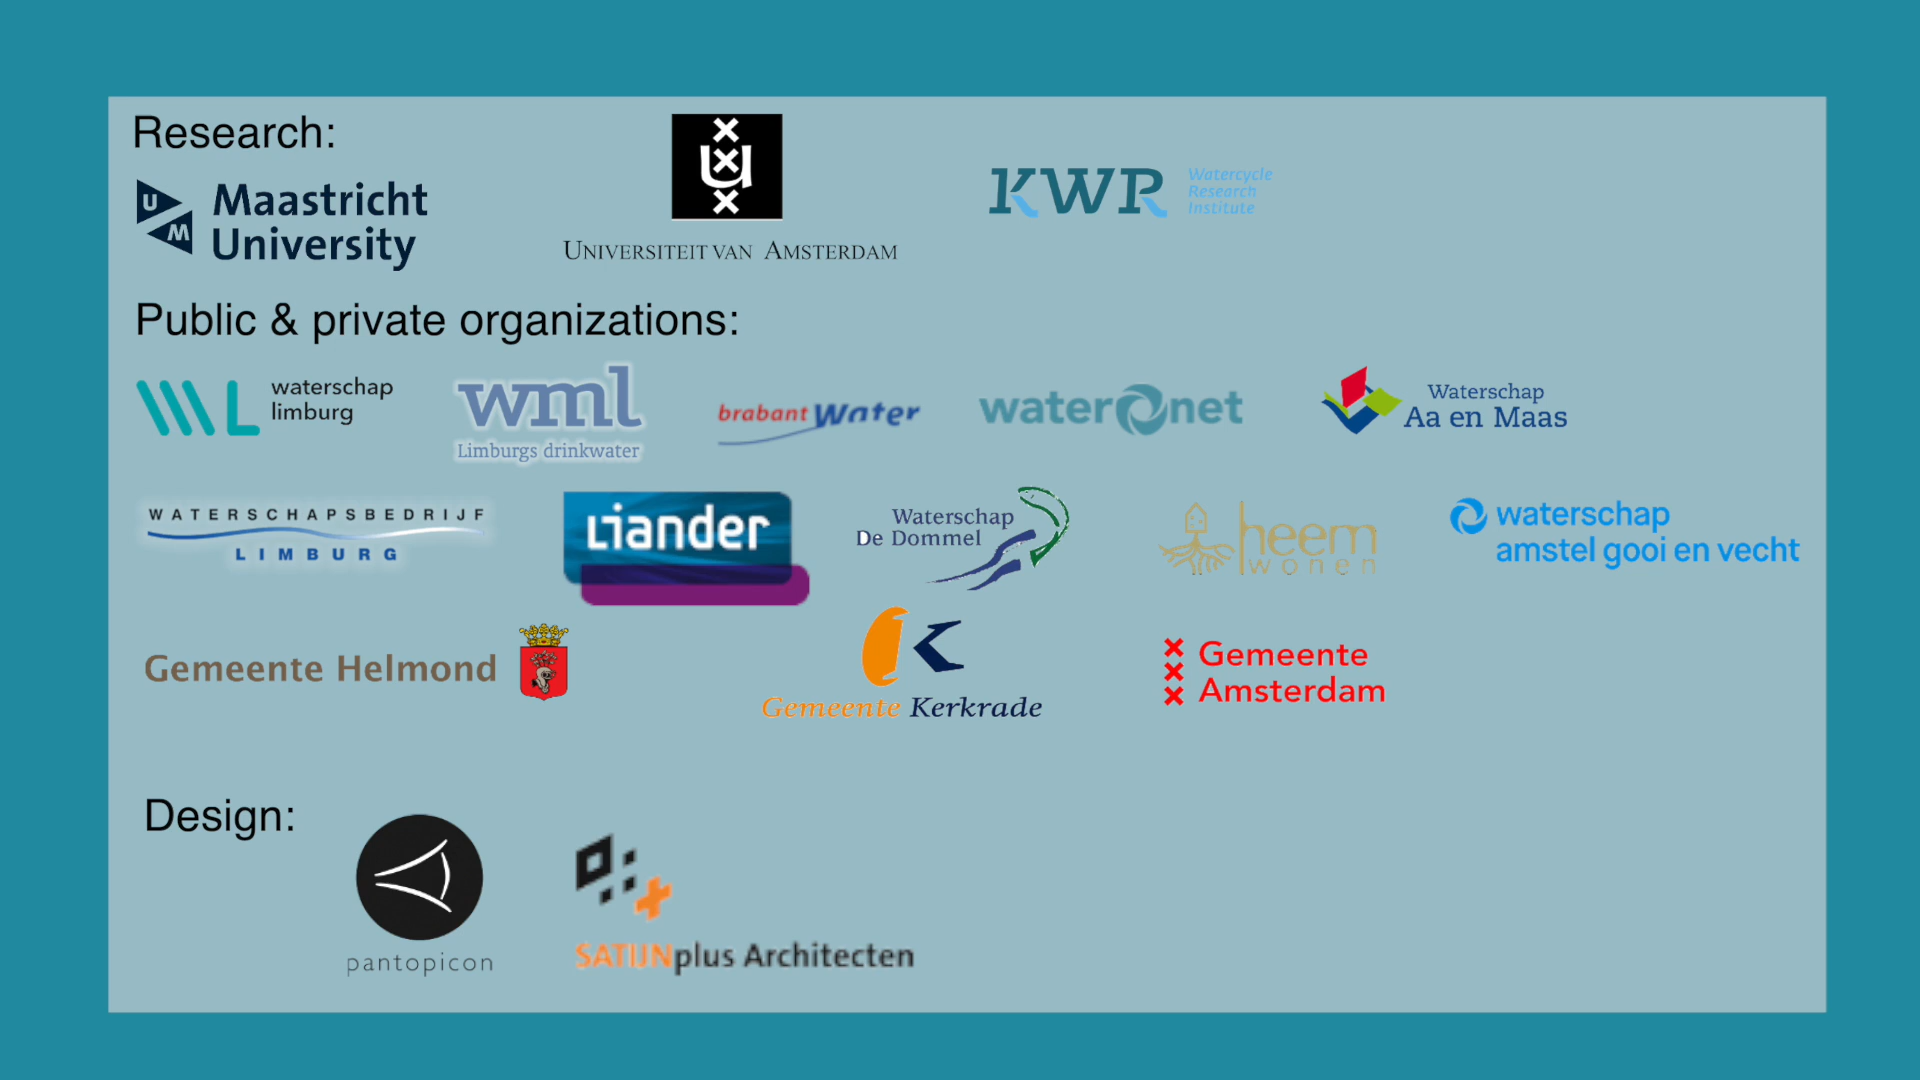 Research:
U M
Maastricht
University
U
UNIVERSITEIT VAN AMSTERDAM
KWR
Watercycle
Research
Institute
Public & private organizations:
WL
waterschap
limburg
wml
Limburgs drinkwater
brabant Water
waternet
Waterschap
Aa en Maas
WATERSCHAPSBEDRIJF
LIMBURG
Liander
Waterschap
De Dommel
heem
wonen
waterschap
amstel gooi en vecht
Gemeente Helmond
K
Gemeente Kerkrade
Gemeente
Amsterdam
Design:
pantopicon
SATIJNplus Architecten